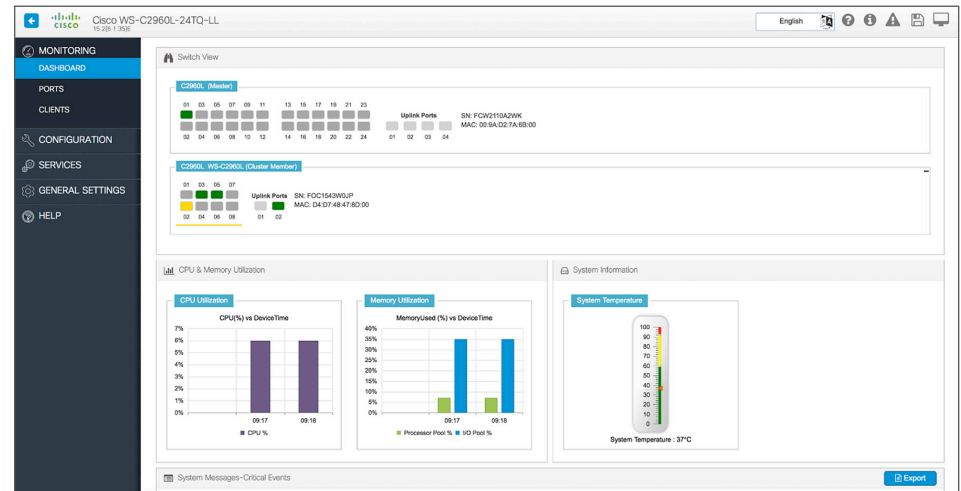 CISCO
Cisco WS-C2960L-24TQ-LL
15.2(6.1.35)E
English
MONITORING
DASHBOARD
PORTS
CLIENTS
CONFIGURATION
SERVICES
GENERAL SETTINGS
HELP
Switch View
C2960L (Master)
01 03 05 07 09 11 13 15 17 19 21 23
Uplink Ports
SN: FCW2110A2WK
MAC: 00:9A:D2:7A:6B:00
02 04 06 08 10 12 14 16 18 20 22 24 01 02 03 04
C2960L WS-C2960L (Cluster Member)
01 03 05 07
Uplink Ports
SN: FOC1543W0JP
MAC: D4:D7:48:47:8D:00
02 04 06 08 01 02
CPU & Memory Utilization
CPU Utilization
CPU(%) vs DeviceTime
7%
6%
5%
4%
3%
2%
1%
0%
09:17 09:18
CPU %
Memory Utilization
MemoryUsed (%) vs DeviceTime
40%
35%
30%
25%
20%
15%
10%
5%
0%
09:17 09:18
Processor Pool % I/O Pool %
System Information
System Temperature
100
90
80
70
60
50
40
30
20
10
0
System Temperature : 37°C
System Messages-Critical Events
Export